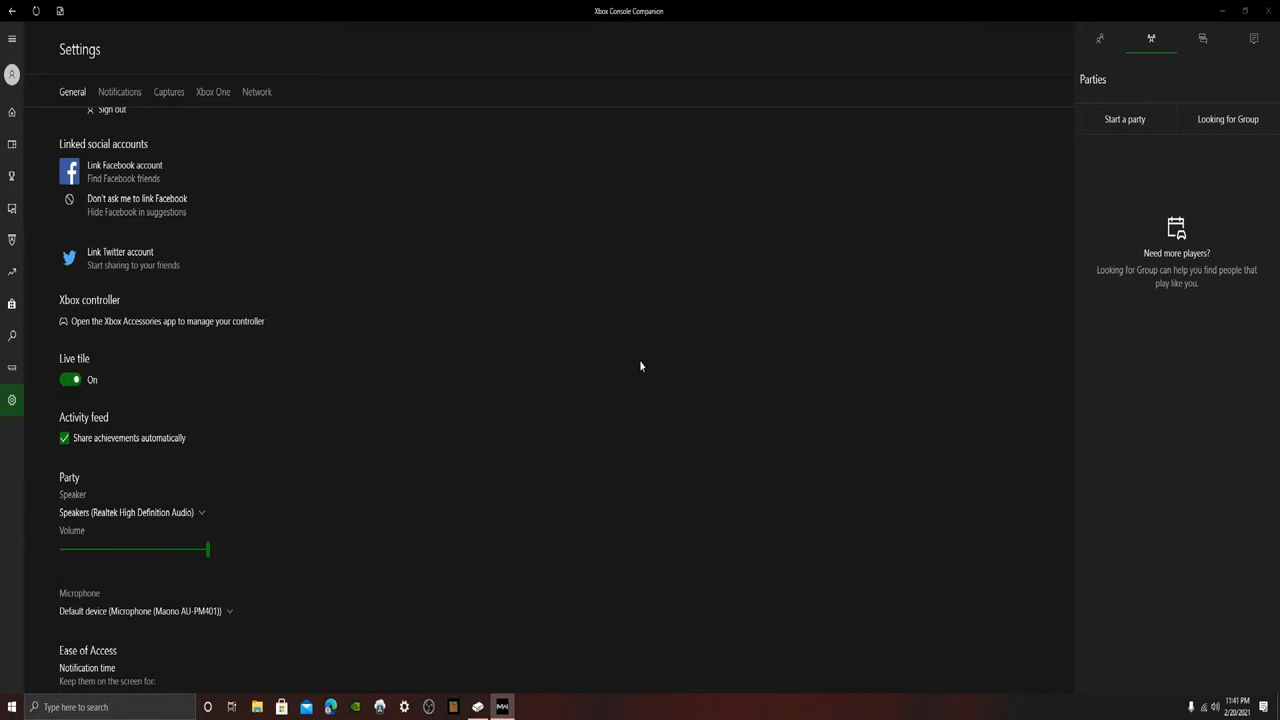 Xbox Console Companion
Settings
General Notifications Captures Xbox One Network
Sign out
Linked social accounts
Link Facebook account
Find Facebook friends
Don't ask me to link Facebook
Hide Facebook in suggestions
Link Twitter account
Start sharing to your friends
Xbox controller
Open the Xbox Accessories app to manage your controller
Live tile
On
Activity feed
Share achievements automatically
Party
Speaker
Speakers (Realtek High Definition Audio)
Volume
Microphone
Default device (Microphone (Maono AU-PM401))
Ease of Access
Notification time
Keep them on the screen for:
Parties
Start a party Looking for Group
Need more players?
Looking for Group can help you find people that
play like you.
Type here to search
MW
11:41 PM
2/20/2021